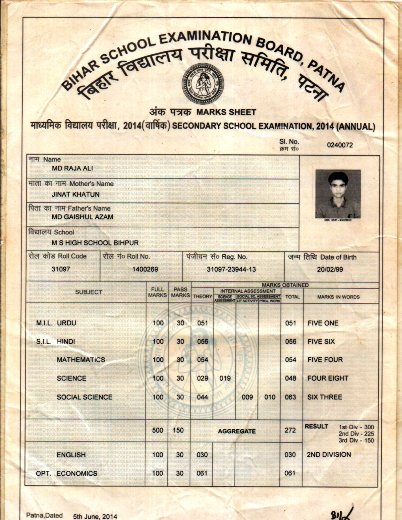 BIHAR SCHOOL EXAMINATION BOARD, PATNA
बिहार विद्यालय परीक्षा समिति, पटना
अंक पत्रक MARKS SHEET
माध्यमिक विद्यालय परीक्षा, 2014(वार्षिक) SECONDARY SCHOOL EXAMINATION, 2014 (ANNUAL)
Sl. No.
क्रम सं० 0240072
नाम Name
MD RAJA ALI
माता का नाम Mother's Name
JINAT KHATUN
पिता का नाम Father's Name
MD GAISHUL AZAM
विद्यालय School
M S HIGH SCHOOL BIHPUR
रोल कोड Roll Code रोल नं० Roll No. पंजीयन सं० Reg. No. जन्म तिथि Date of Birth
31097 1400269 31097-23944-13 20/02/99
MARKS OBTAINED
SUBJECT FULL MARKS PASS MARKS THEORY INTERNAL ASSESSMENT TOTAL MARKS IN WORDS
M.I.L. URDU 100 30 051 051 FIVE ONE
S.I.L. HINDI 100 30 056 056 FIVE SIX
MATHEMATICS 100 30 054 054 FIVE FOUR
SCIENCE 100 30 029 019 048 FOUR EIGHT
SOCIAL SCIENCE 100 30 044 009 010 063 SIX THREE
500 150 AGGREGATE 272 RESULT 1st Div - 300
2nd Div - 225
3rd Div - 150
ENGLISH 100 30 030 030 2ND DIVISION
OPT. ECONOMICS 100 30 061 061
Patna,Dated 5th June, 2014